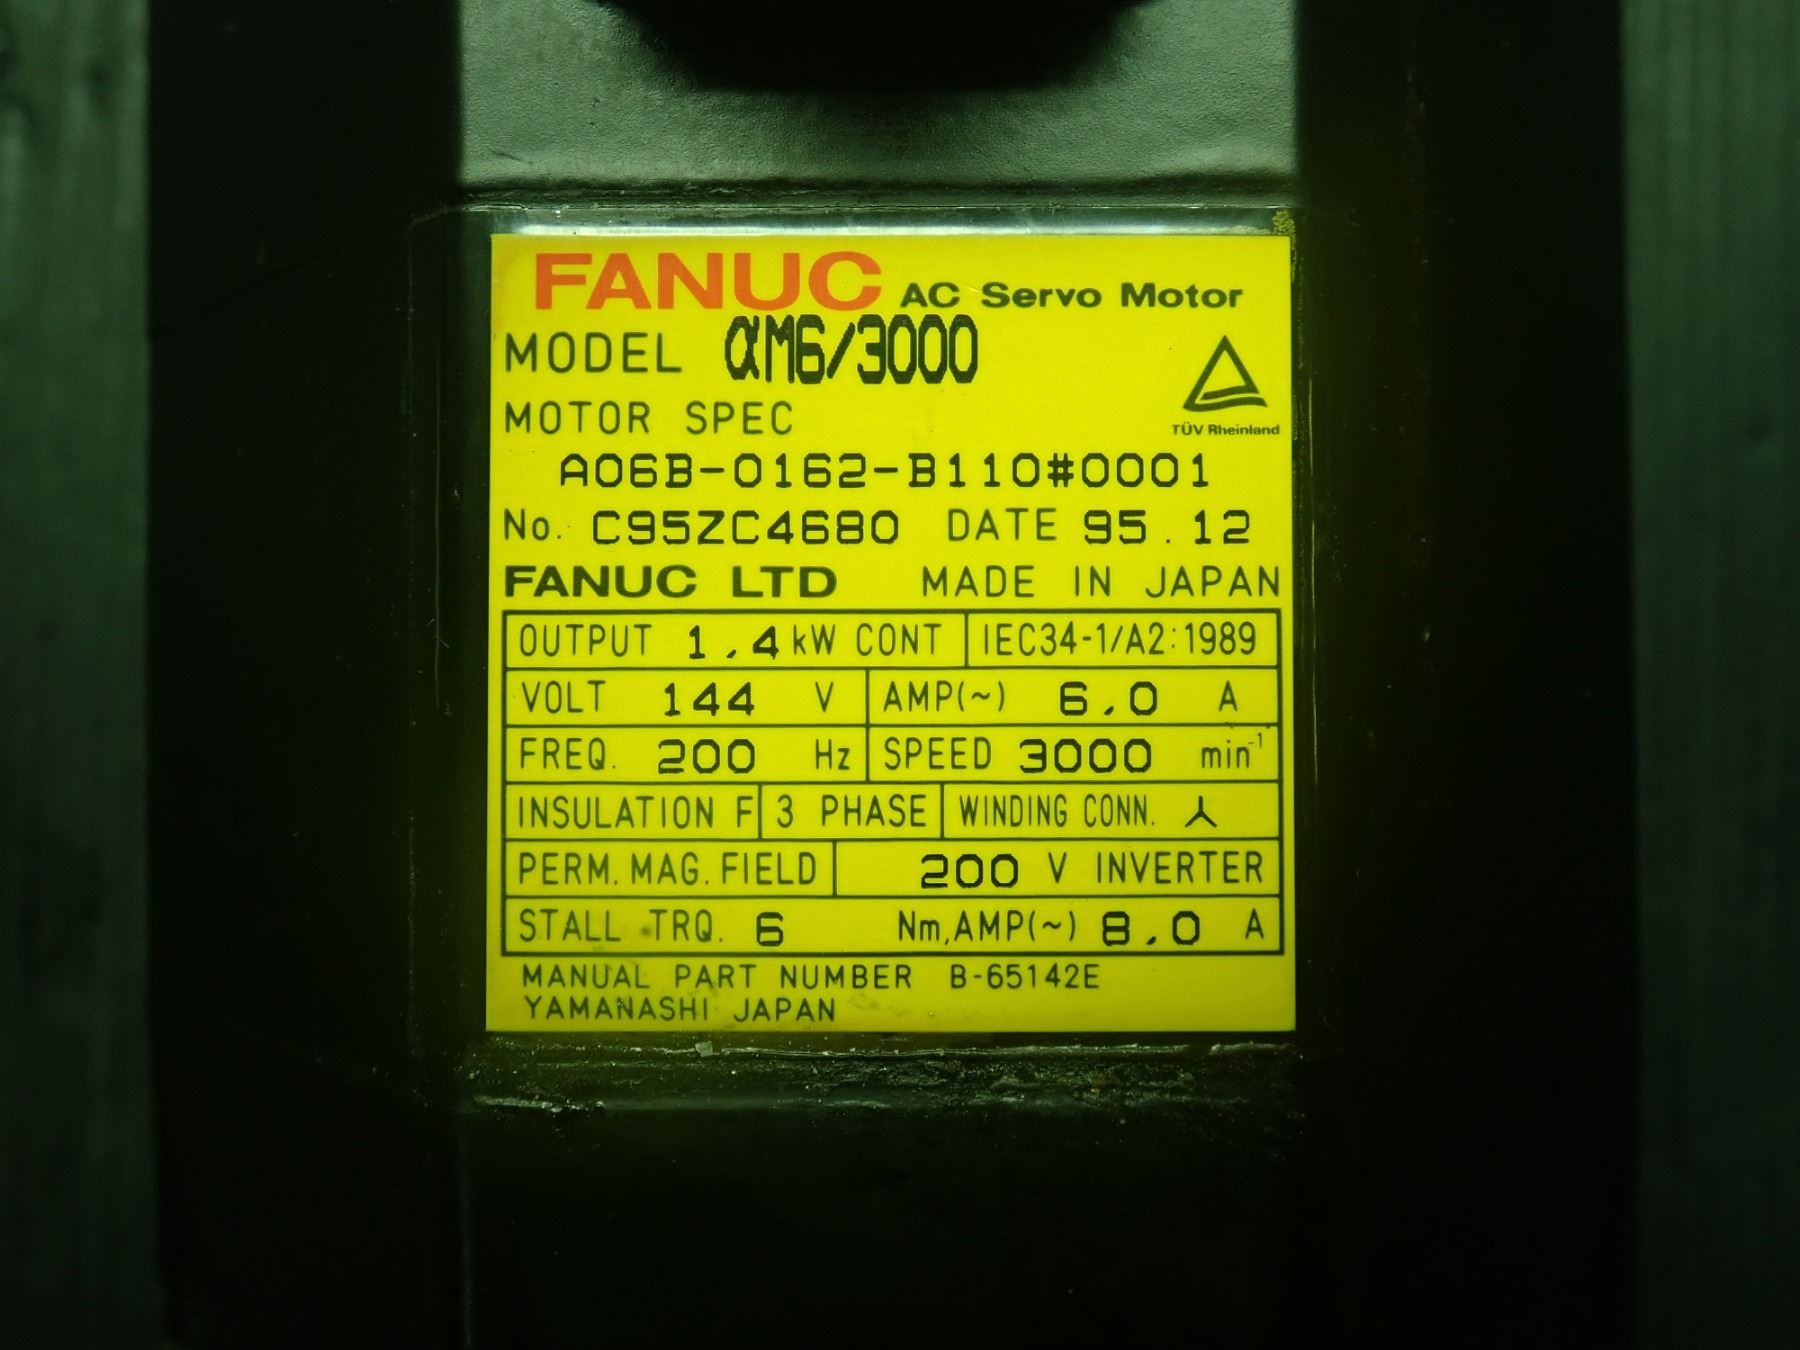 FANUC AC Servo Motor
MODEL αM6/3000
TÜV Rheinland
MOTOR SPEC
A06B-0162-B110#0001
No. C95ZC4680 DATE 95.12
FANUC LTD MADE IN JAPAN
OUTPUT 1.4 kW CONT IEC34-1/A2:1989
VOLT 144 V AMP(~) 6.0 A
FREQ. 200 Hz SPEED 3000 min⁻¹
INSULATION F 3 PHASE WINDING CONN.
PERM. MAG. FIELD 200 V INVERTER
STALL TRQ. 6 Nm, AMP(~) 8.0 A
MANUAL PART NUMBER B-65142E
YAMANASHI JAPAN